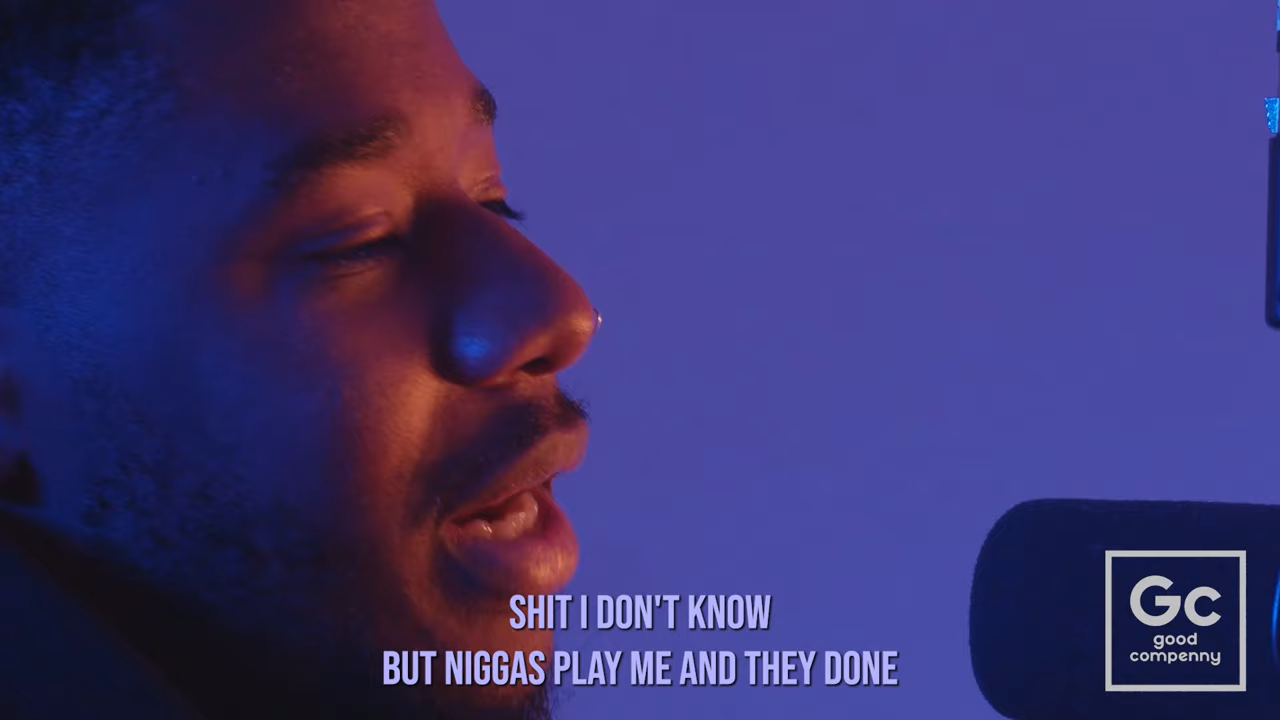 SHIT I DON'T KNOW
BUT NIGGAS PLAY ME AND THEY DONE
Gc
good
compenny